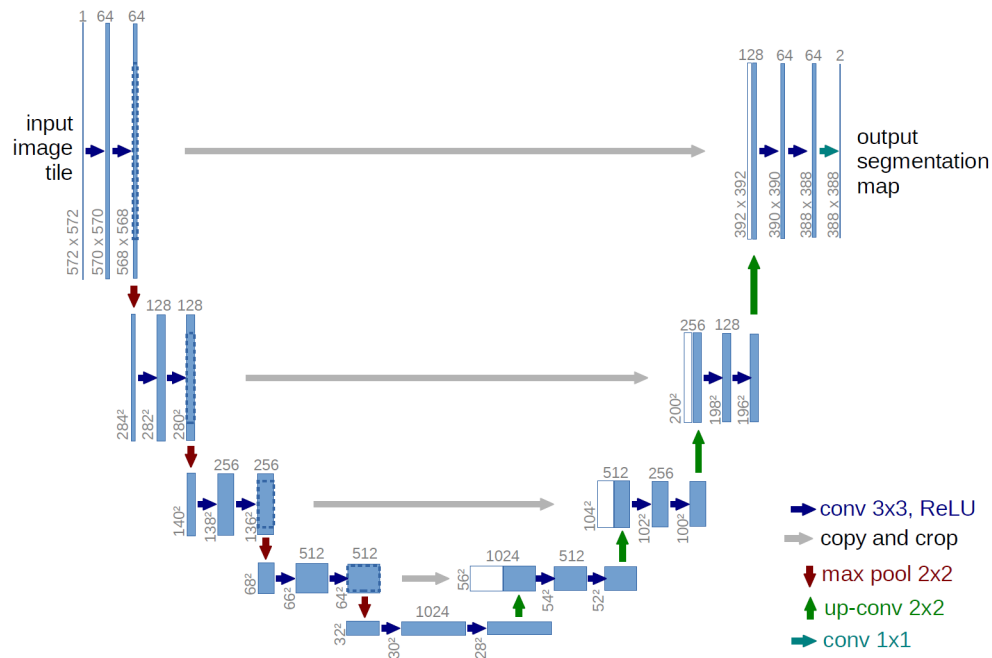 1 64 64
128 64 64 2
input
image
tile
output
segmentation
map
572 x 572
570 x 570
568 x 568
392 x 392
390 x 390
388 x 388
388 x 388
128 128
256 128
284²
282²
280²
200²
198²
196²
256 256
512 256
140²
138²
136²
104²
102²
100²
512 512
1024 512
68²
66²
64²
56²
54²
52²
1024
32²
30²
28²
conv 3x3, ReLU
copy and crop
max pool 2x2
up-conv 2x2
conv 1x1